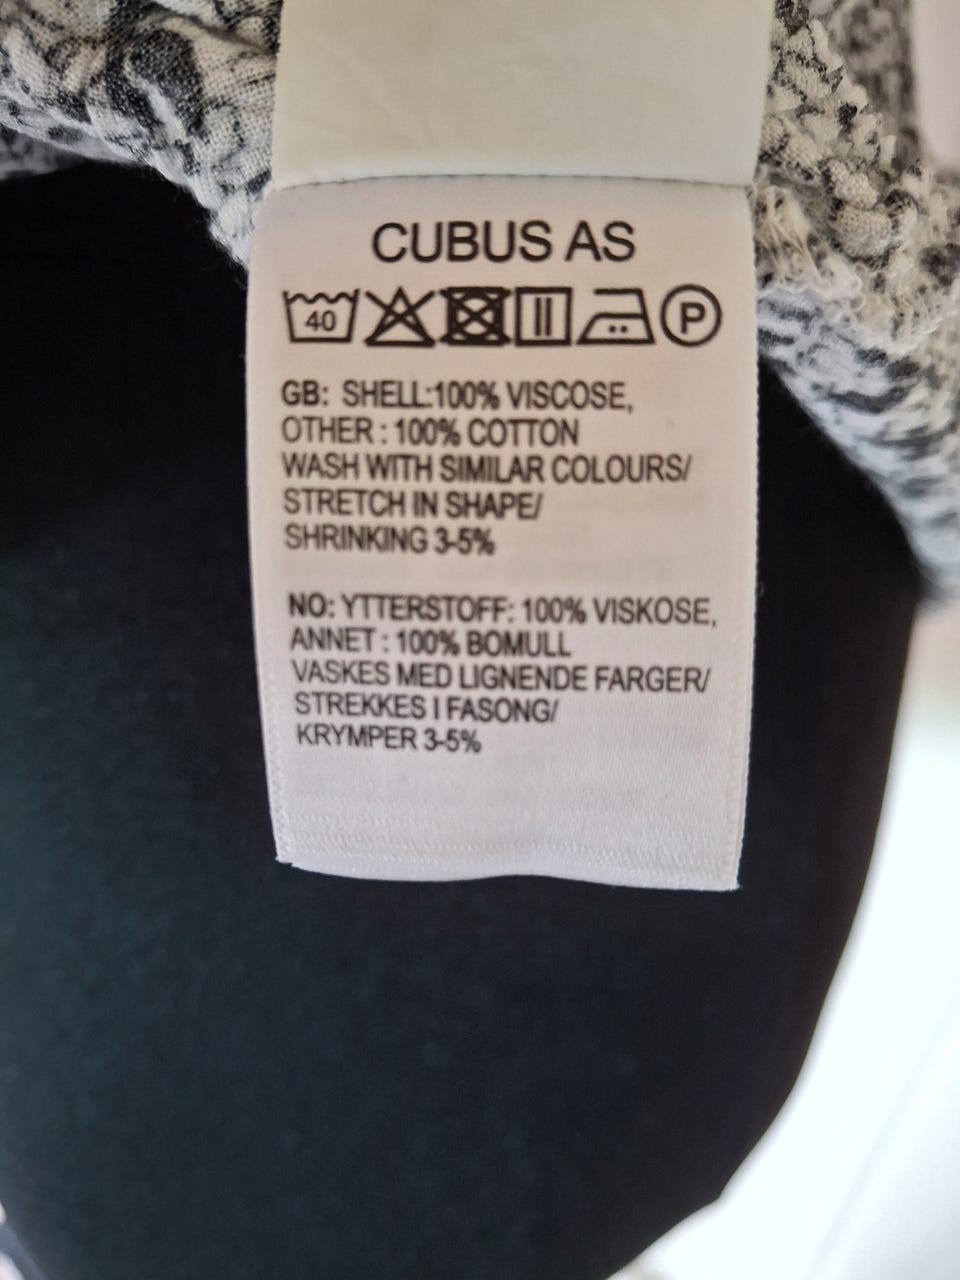 CUBUS AS
40 P
GB: SHELL:100% VISCOSE,
OTHER : 100% COTTON
WASH WITH SIMILAR COLOURS/
STRETCH IN SHAPE/
SHRINKING 3-5%
NO: YTTERSTOFF: 100% VISKOSE,
ANNET : 100% BOMULL
VASKES MED LIGNENDE FARGER/
STREKKES I FASONG/
KRYMPER 3-5%